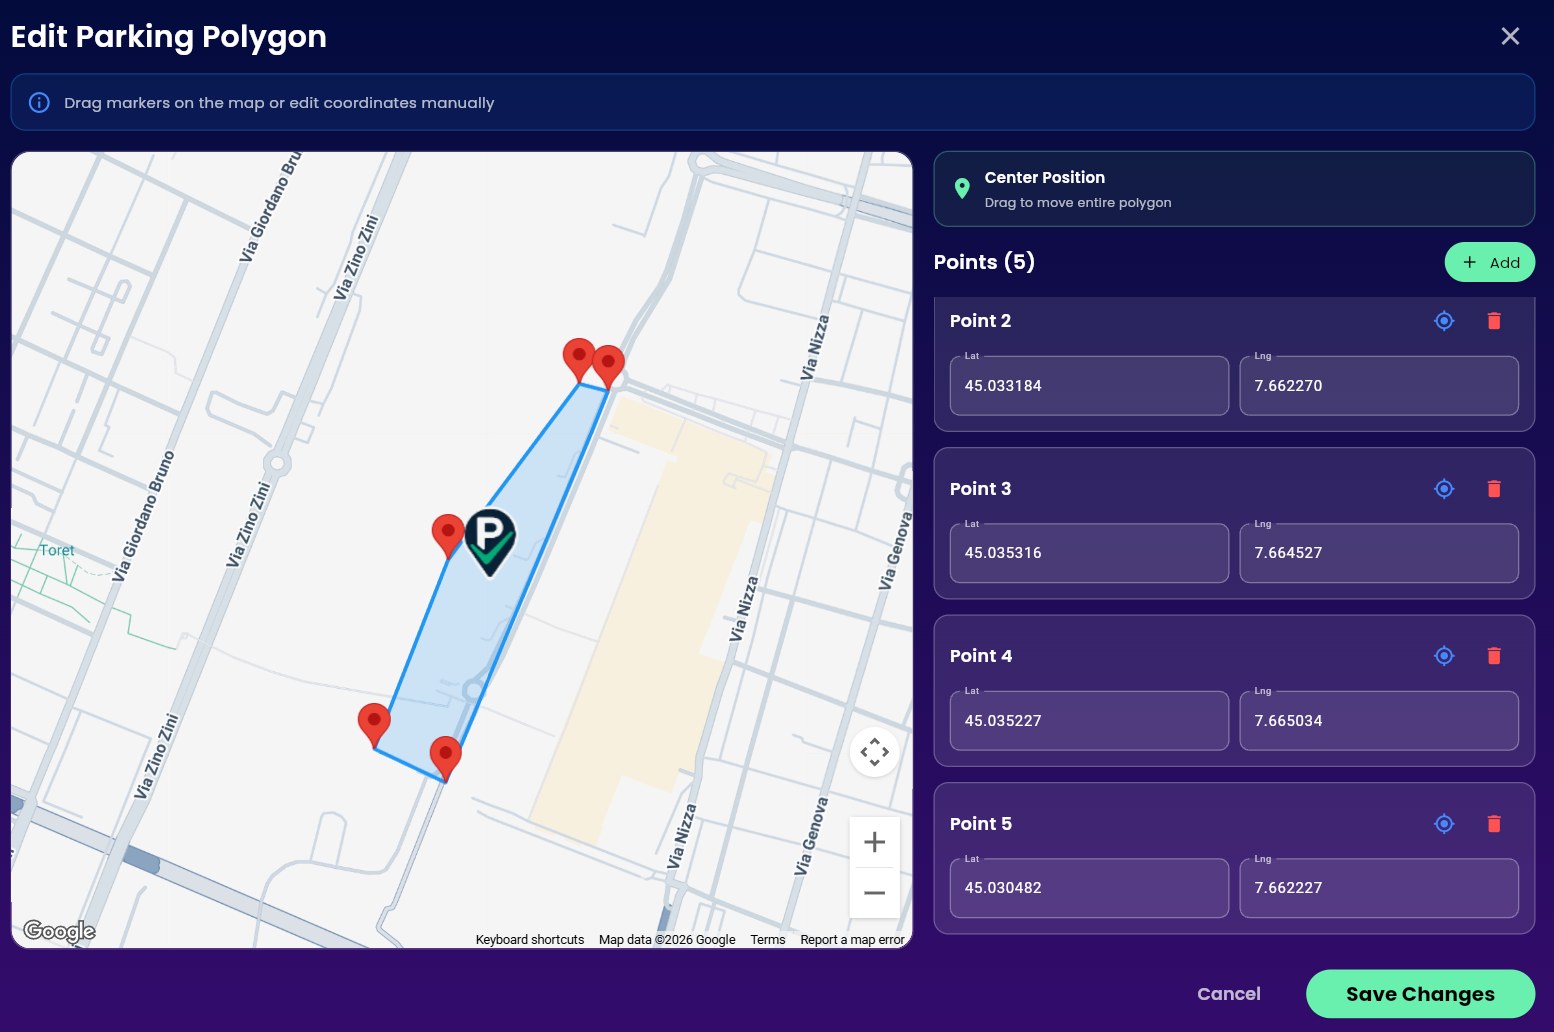 Edit Parking Polygon
Drag markers on the map or edit coordinates manually
Via Giordano Bru
Via Zino Zini
Via Nizza
Via Giordano Bruno
Via Zino Zini
Toret
Via Genova
Via Nizza
Via Zino Zini
Via Nizza
Via Genova
P
Google
Keyboard shortcuts
Map data ©2026 Google
Terms
Report a map error
Center Position
Drag to move entire polygon
Points (5)
+ Add
Point 2
Lat
45.033184
Lng
7.662270
Point 3
Lat
45.035316
Lng
7.664527
Point 4
Lat
45.035227
Lng
7.665034
Point 5
Lat
45.030482
Lng
7.662227
Cancel
Save Changes